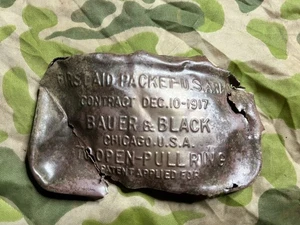 FIRST AID PACKET-U.S. ARMY
CONTRACT DEC.10-1917
BAUER & BLACK
CHICAGO.U.S.A.
TO OPEN-PULL RING
PATENT APPLIED FOR